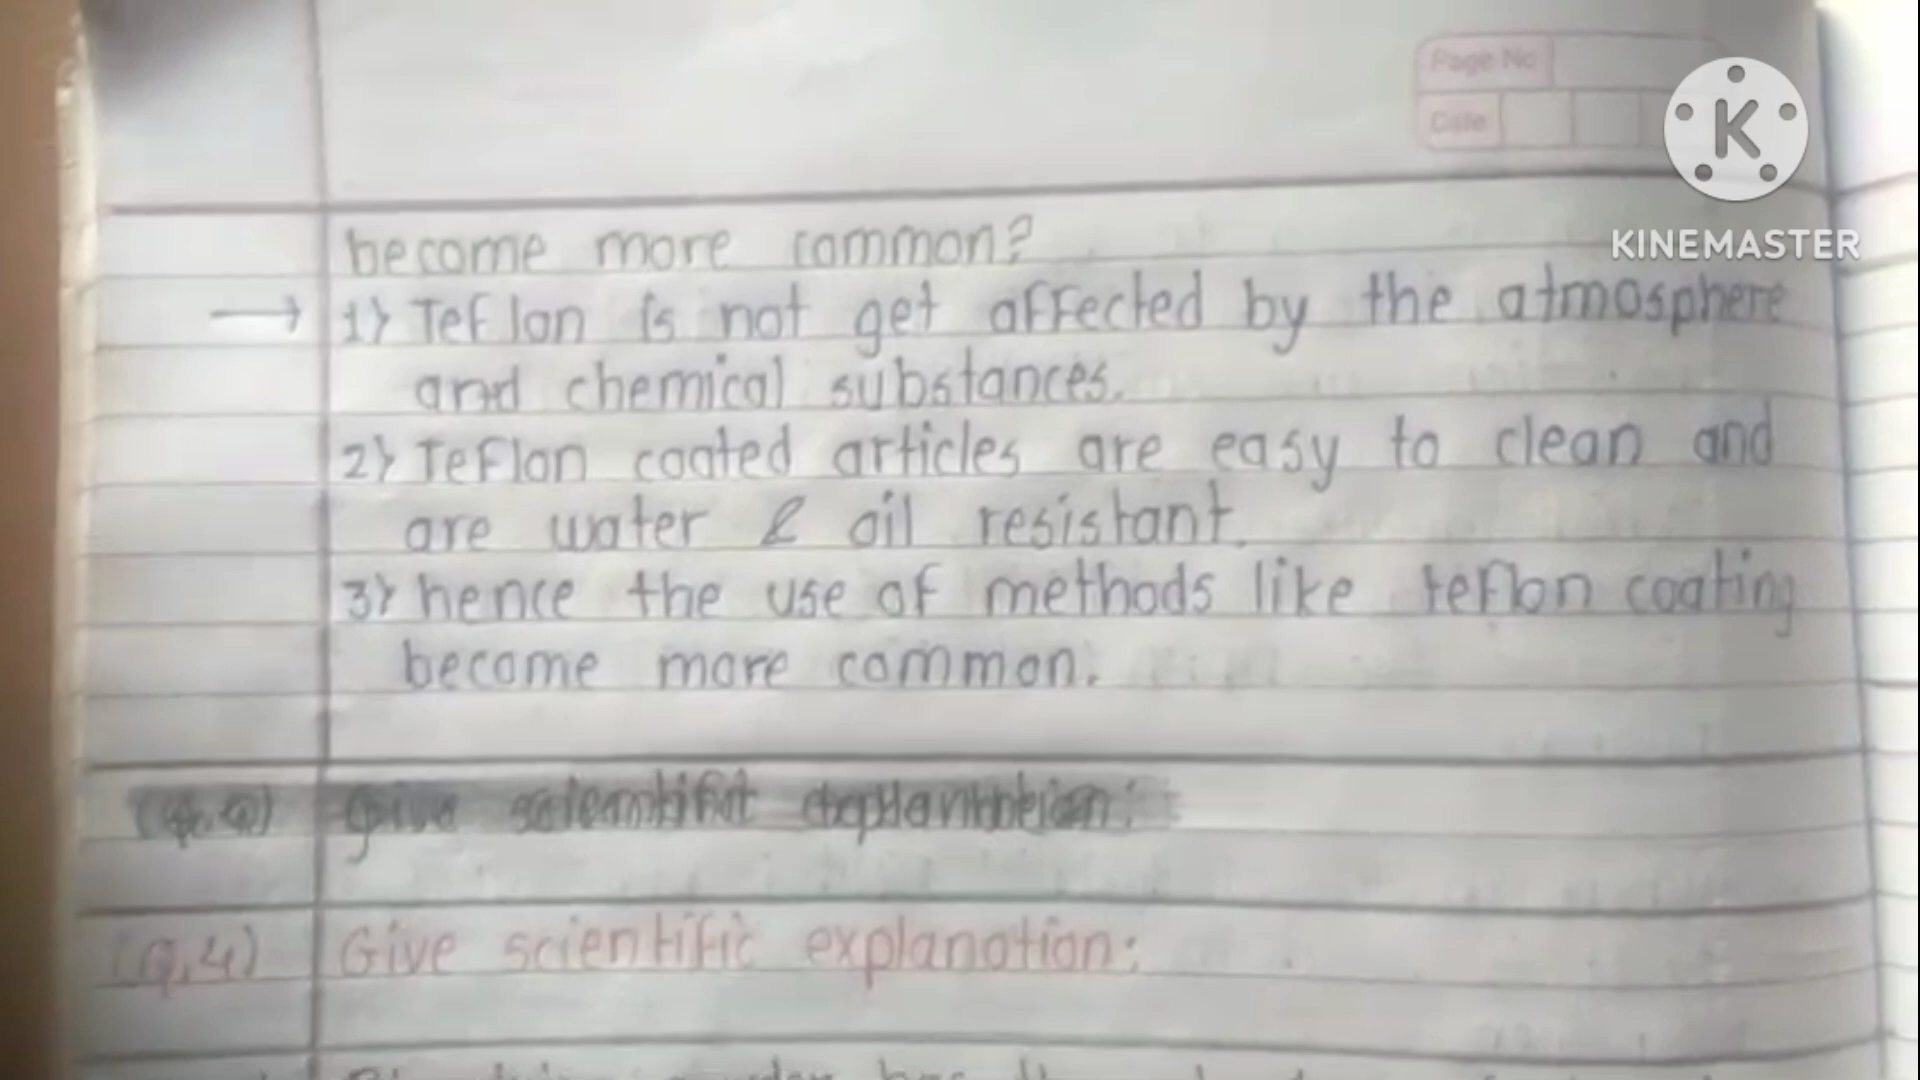 Page No
Date
K
KINEMASTER
become more common?
→ 1) Teflon is not get affected by the atmosphere
and chemical substances.
2) Teflon coated articles are easy to clean and
are water & oil resistant.
3) hence the use of methods like teflon coating
become more common.
Give
(Q.4) Give scientific explanation: